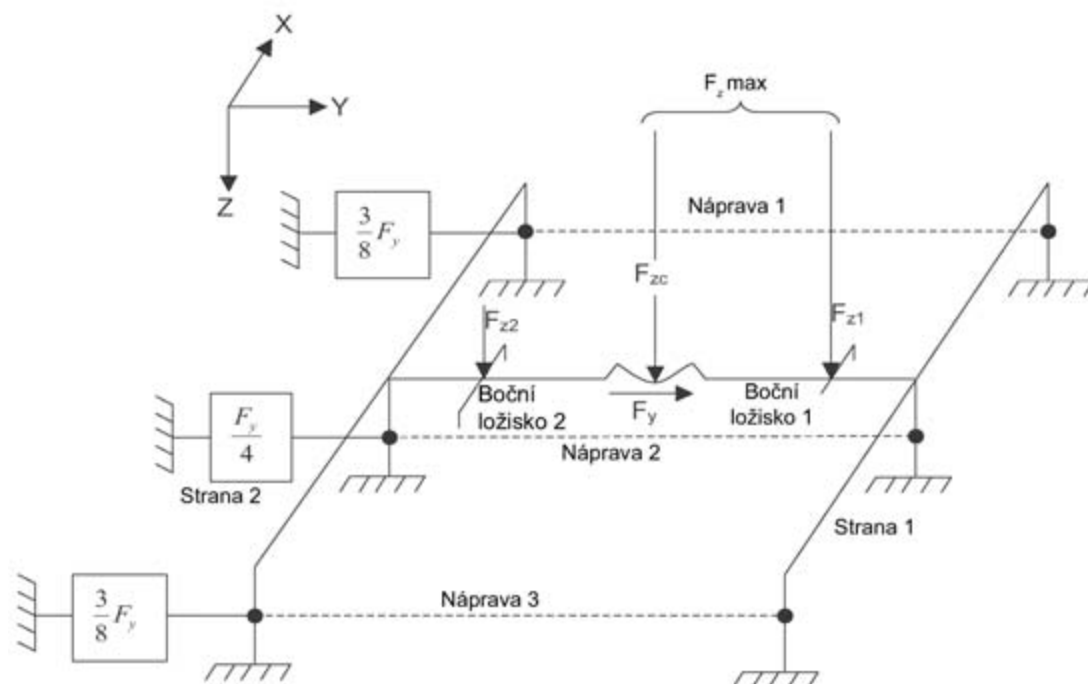 X
Y
Z
F_z max
3/8 F_y
Náprava 1
F_zc
F_z2
F_z1
Boční
ložisko 2
F_y
Boční
ložisko 1
F_y/4
Náprava 2
Strana 2
Strana 1
3/8 F_y
Náprava 3